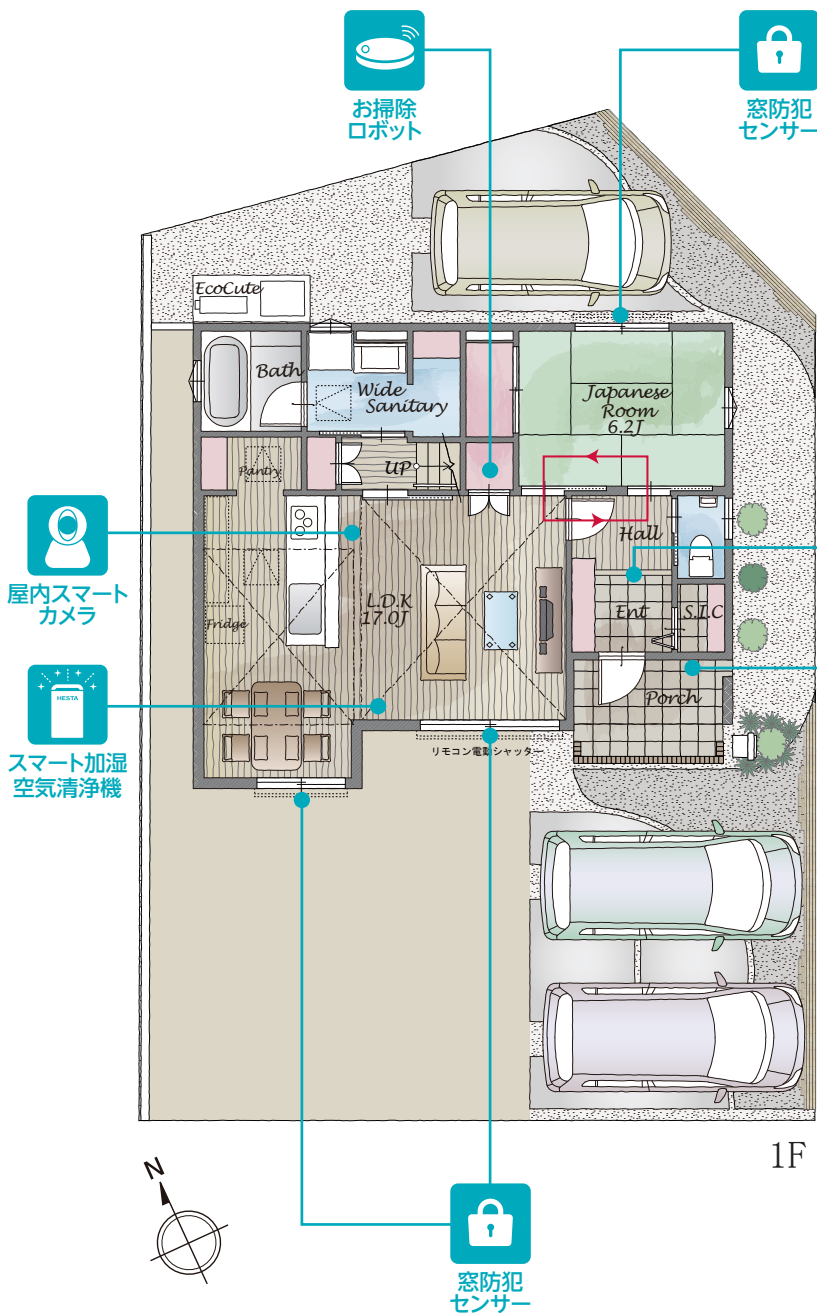 お掃除
ロボット
窓防犯
センサー
EcoCute
Bath
Wide
Sanitary
Japanese
Room
6.2J
Pantry
UP
Hall
屋内スマート
カメラ
L.D.K
17.0J
Fridge
Ent
S.I.C
HESTA
スマート加湿
空気清浄機
Porch
リモコン電動シャッター
1F
N
窓防犯
センサー